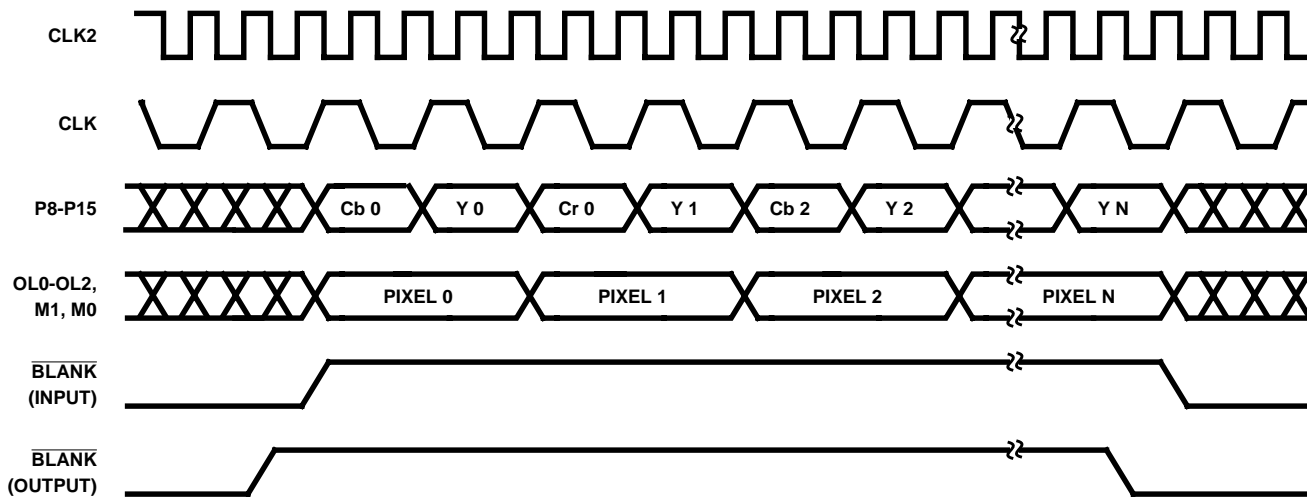 CLK2
CLK
P8-P15
Cb 0 Y 0 Cr 0 Y 1 Cb 2 Y 2 Y N
OL0-OL2,
M1, M0
PIXEL 0 PIXEL 1 PIXEL 2 PIXEL N
BLANK
(INPUT)
BLANK
(OUTPUT)